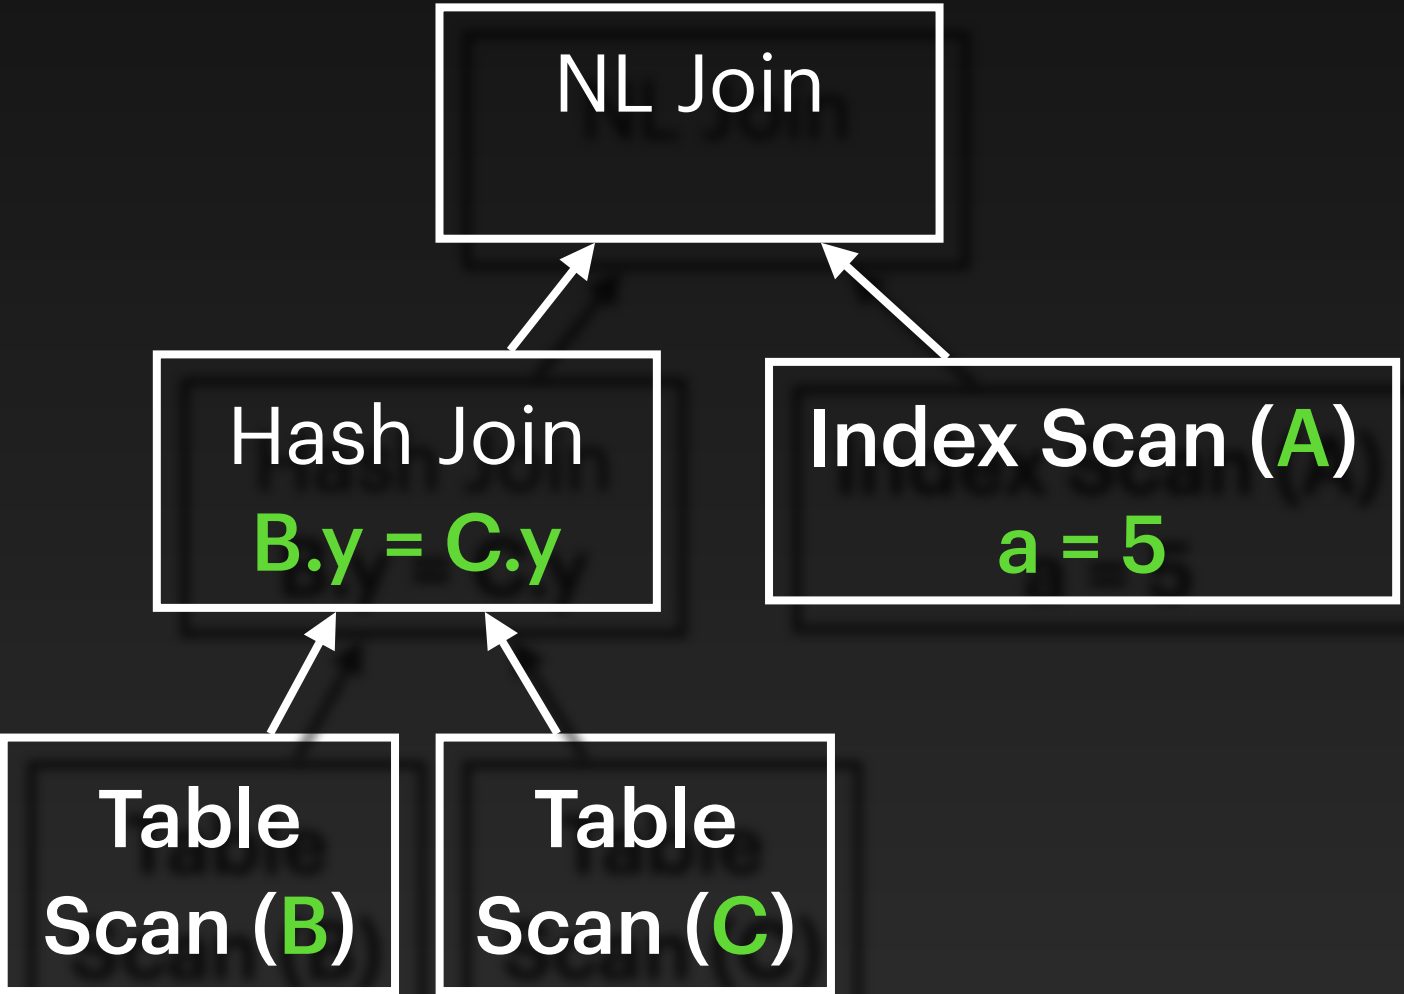 NL Join
Hash Join
B.y = C.y
Index Scan (A)
a = 5
Table
Scan (B)
Table
Scan (C)